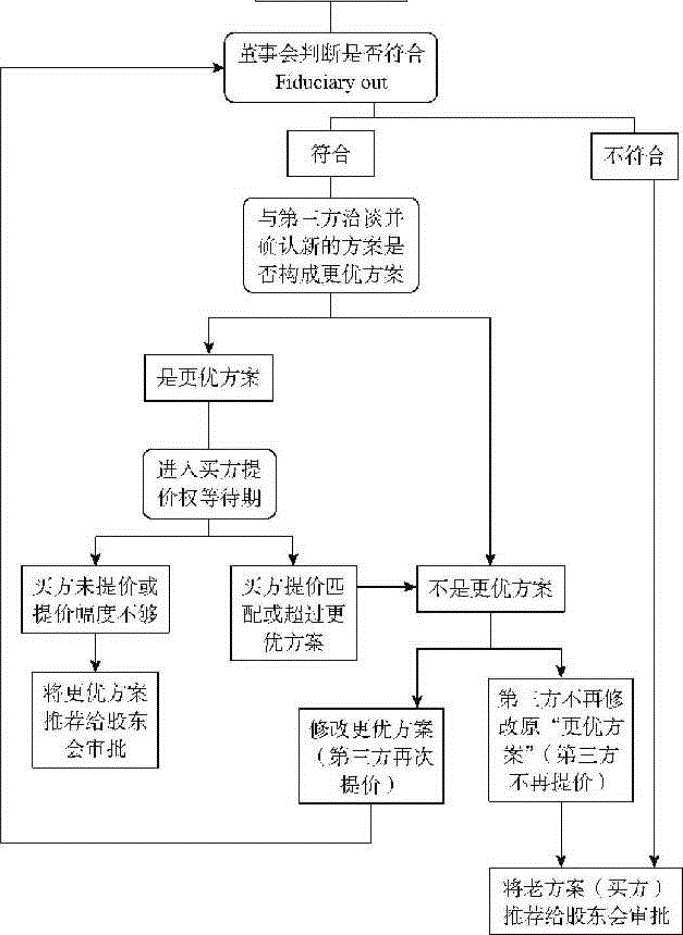 董事会判断是否符合
Fiduciary out
符合
不符合
与第三方洽谈并
确认新的方案是
否构成更优方案
是更优方案
进入买方提
价权等待期
买方未提价或
提价幅度不够
买方提价匹
配或超过更
优方案
不是更优方案
将更优方案
推荐给股东
会审批
修改更优方案
（第三方再次
提价）
第三方不再修
改原“更优方
案”（第三方
不再提价）
将老方案（买方）
推荐给股东会审批